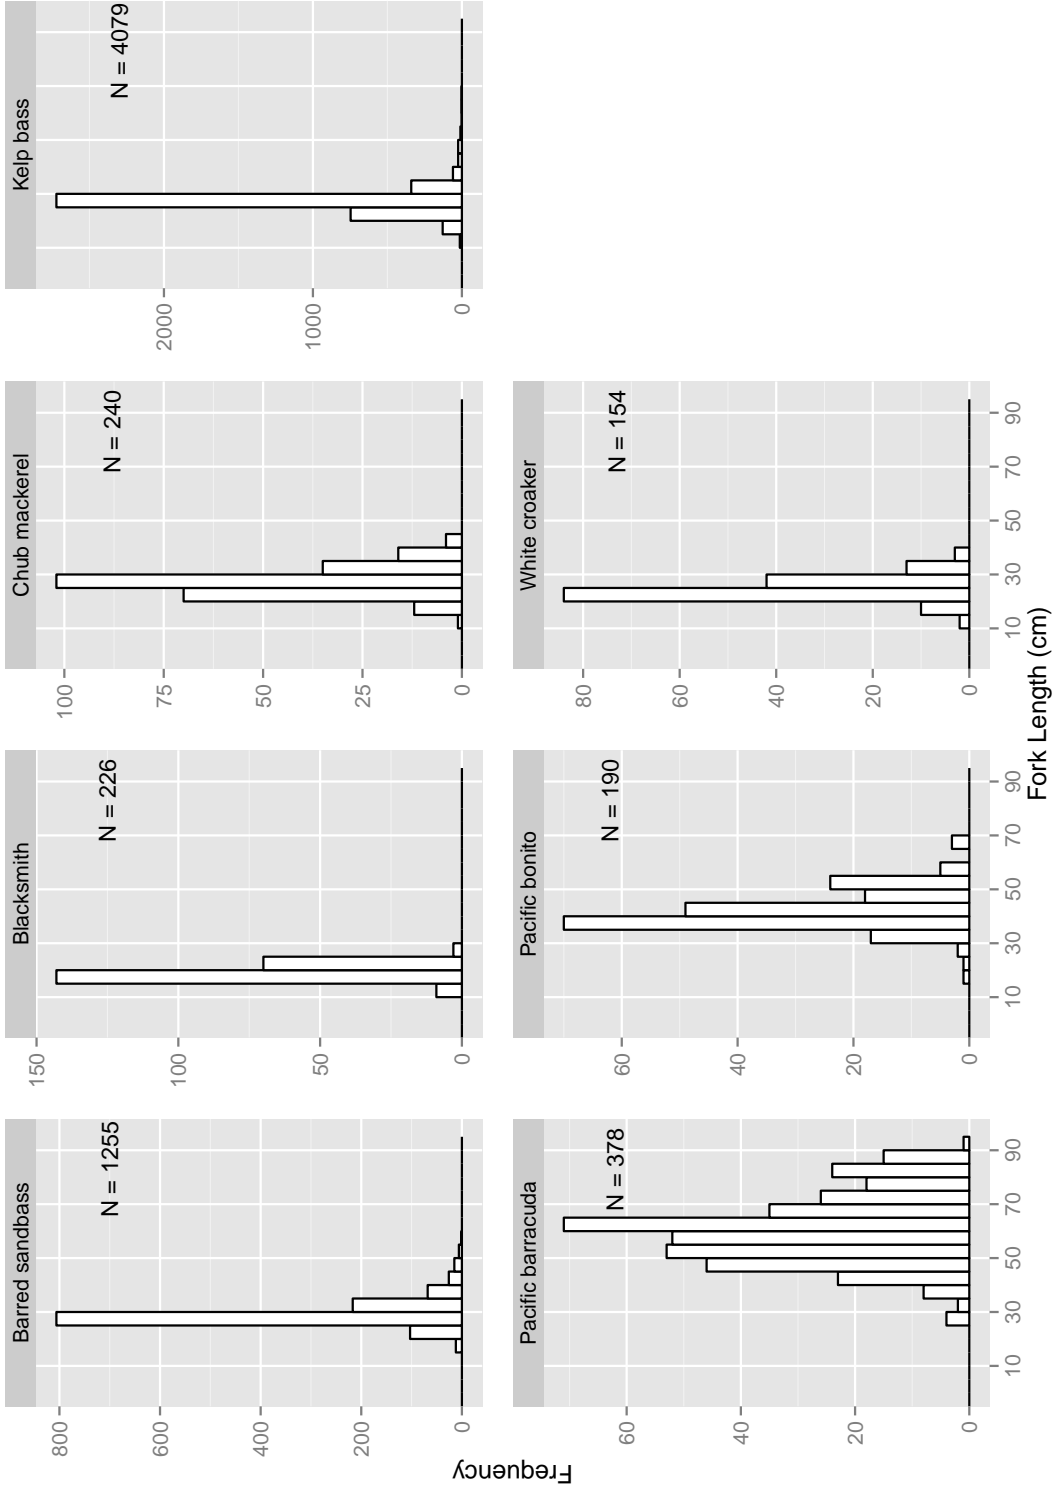 Barred sandbass
N = 1255
800
600
400
200
0
Blacksmith
N = 226
150
100
50
0
Chub mackerel
N = 240
100
75
50
25
0
Kelp bass
N = 4079
2000
1000
0
Pacific barracuda
N = 378
60
40
20
0
10 30 50 70 90
Pacific bonito
N = 190
60
40
20
0
10 30 50 70 90
White croaker
N = 154
80
60
40
20
0
10 30 50 70 90
Frequency
Fork Length (cm)